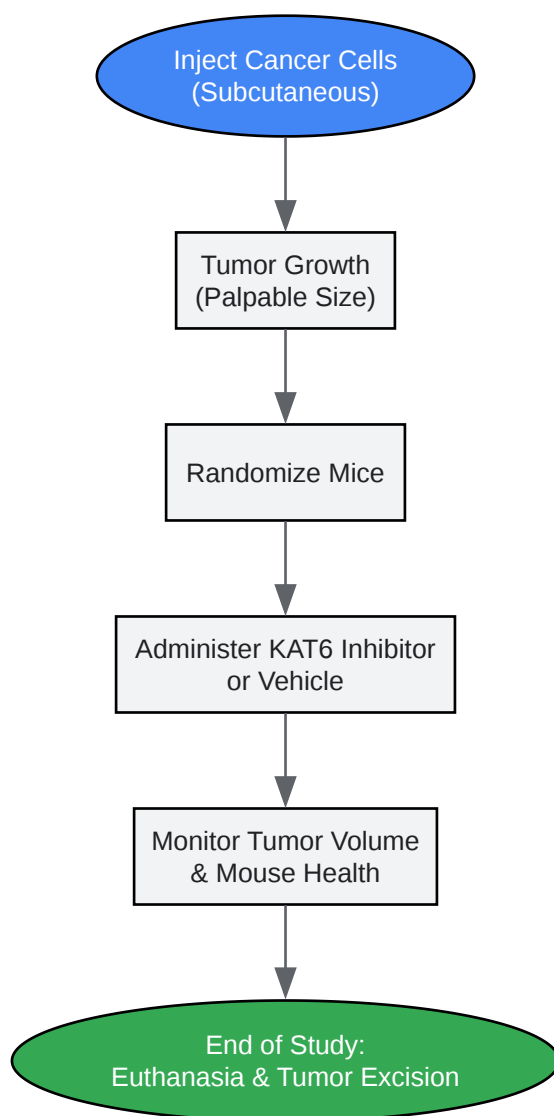 Inject Cancer Cells
(Subcutaneous)
Tumor Growth
(Palpable Size)
Randomize Mice
Administer KAT6 Inhibitor
or Vehicle
Monitor Tumor Volume
& Mouse Health
End of Study:
Euthanasia & Tumor Excision